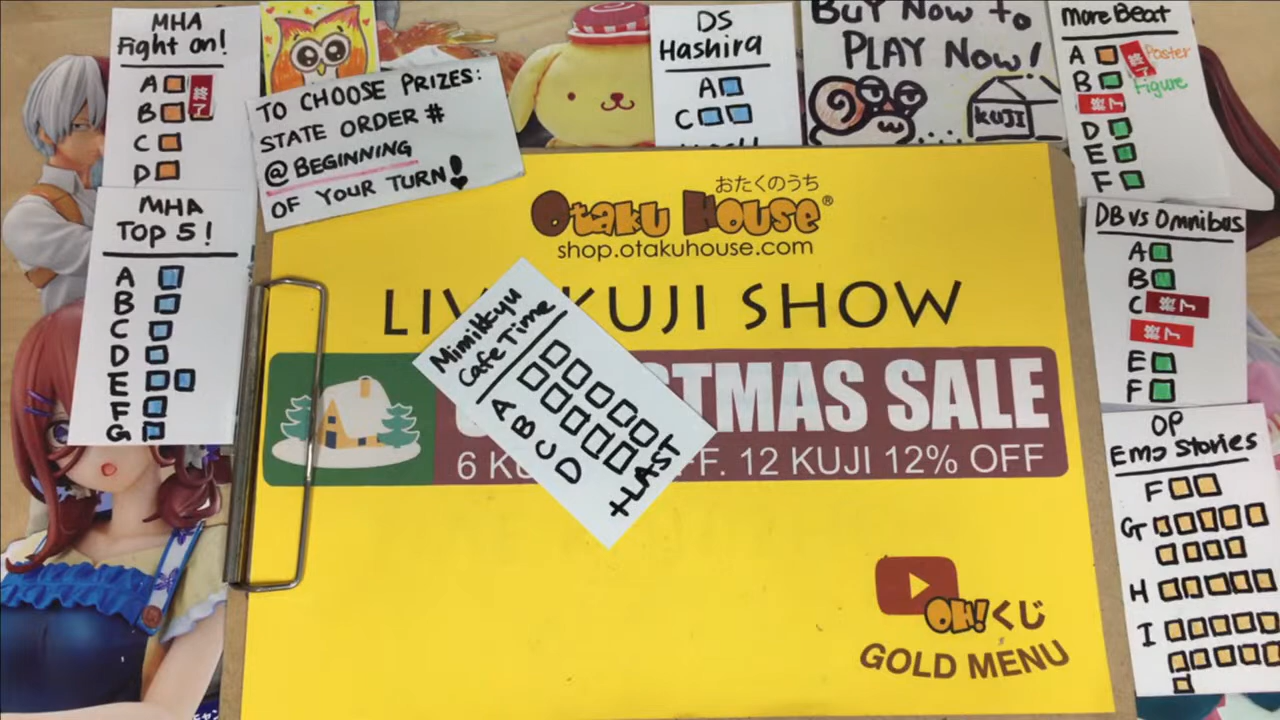 MHA
Fight on!
A 終了
B
C
D
MHA
TOP 5!
A
B
C
D
E
F
G
TO CHOOSE PRIZES:
STATE ORDER #
@BEGINNING
OF YOUR TURN!
DS
Hashira
A
C
BUY NOW to
PLAY NOW!
KUJI
More Beat
A 終了 Poster
B Figure
終了
D
E
F
おたくのうち
Otaku House®
shop.otakuhouse.com
LIV KUJI SHOW
STMAS SALE
6 KU F. 12 KUJI 12% OFF
Mimikkyu
Cafe Time
A
B
C
D
+LAST
DB VS Omnibus
A
B
C 終了
終了
E
F
OP
Emo Stories
F
G
H
I
Oh!くじ
GOLD MENU